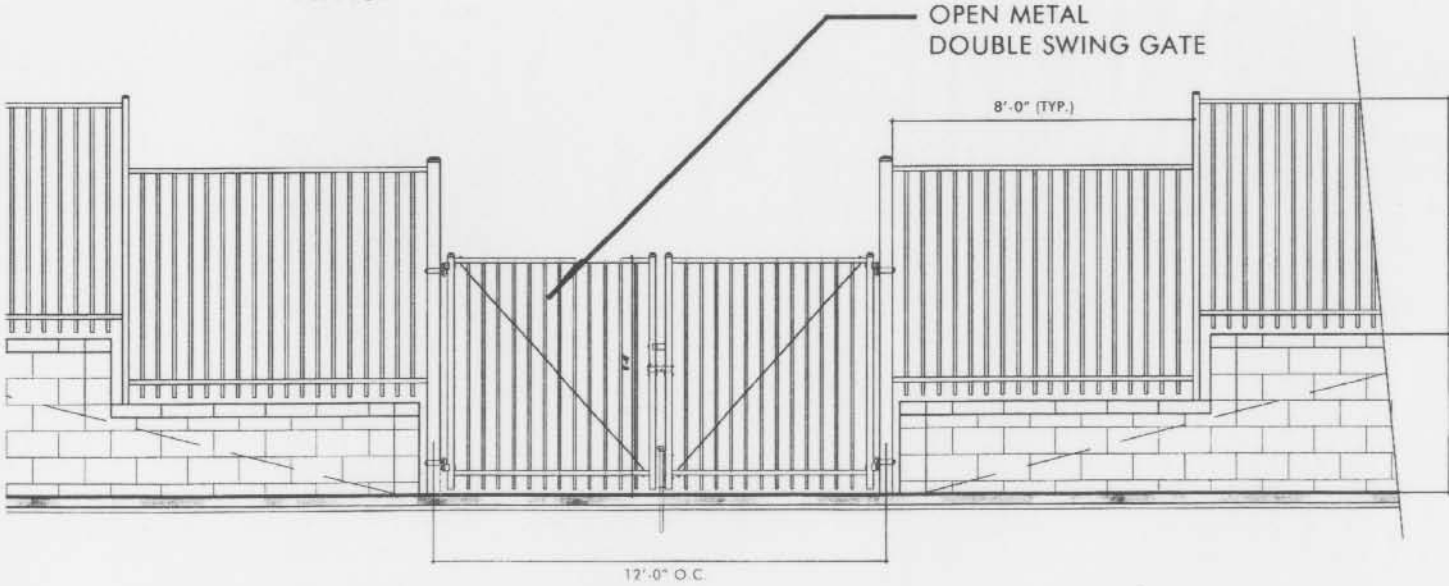 OPEN METAL
DOUBLE SWING GATE
8'-0" (TYP.)
12'-0" O.C.